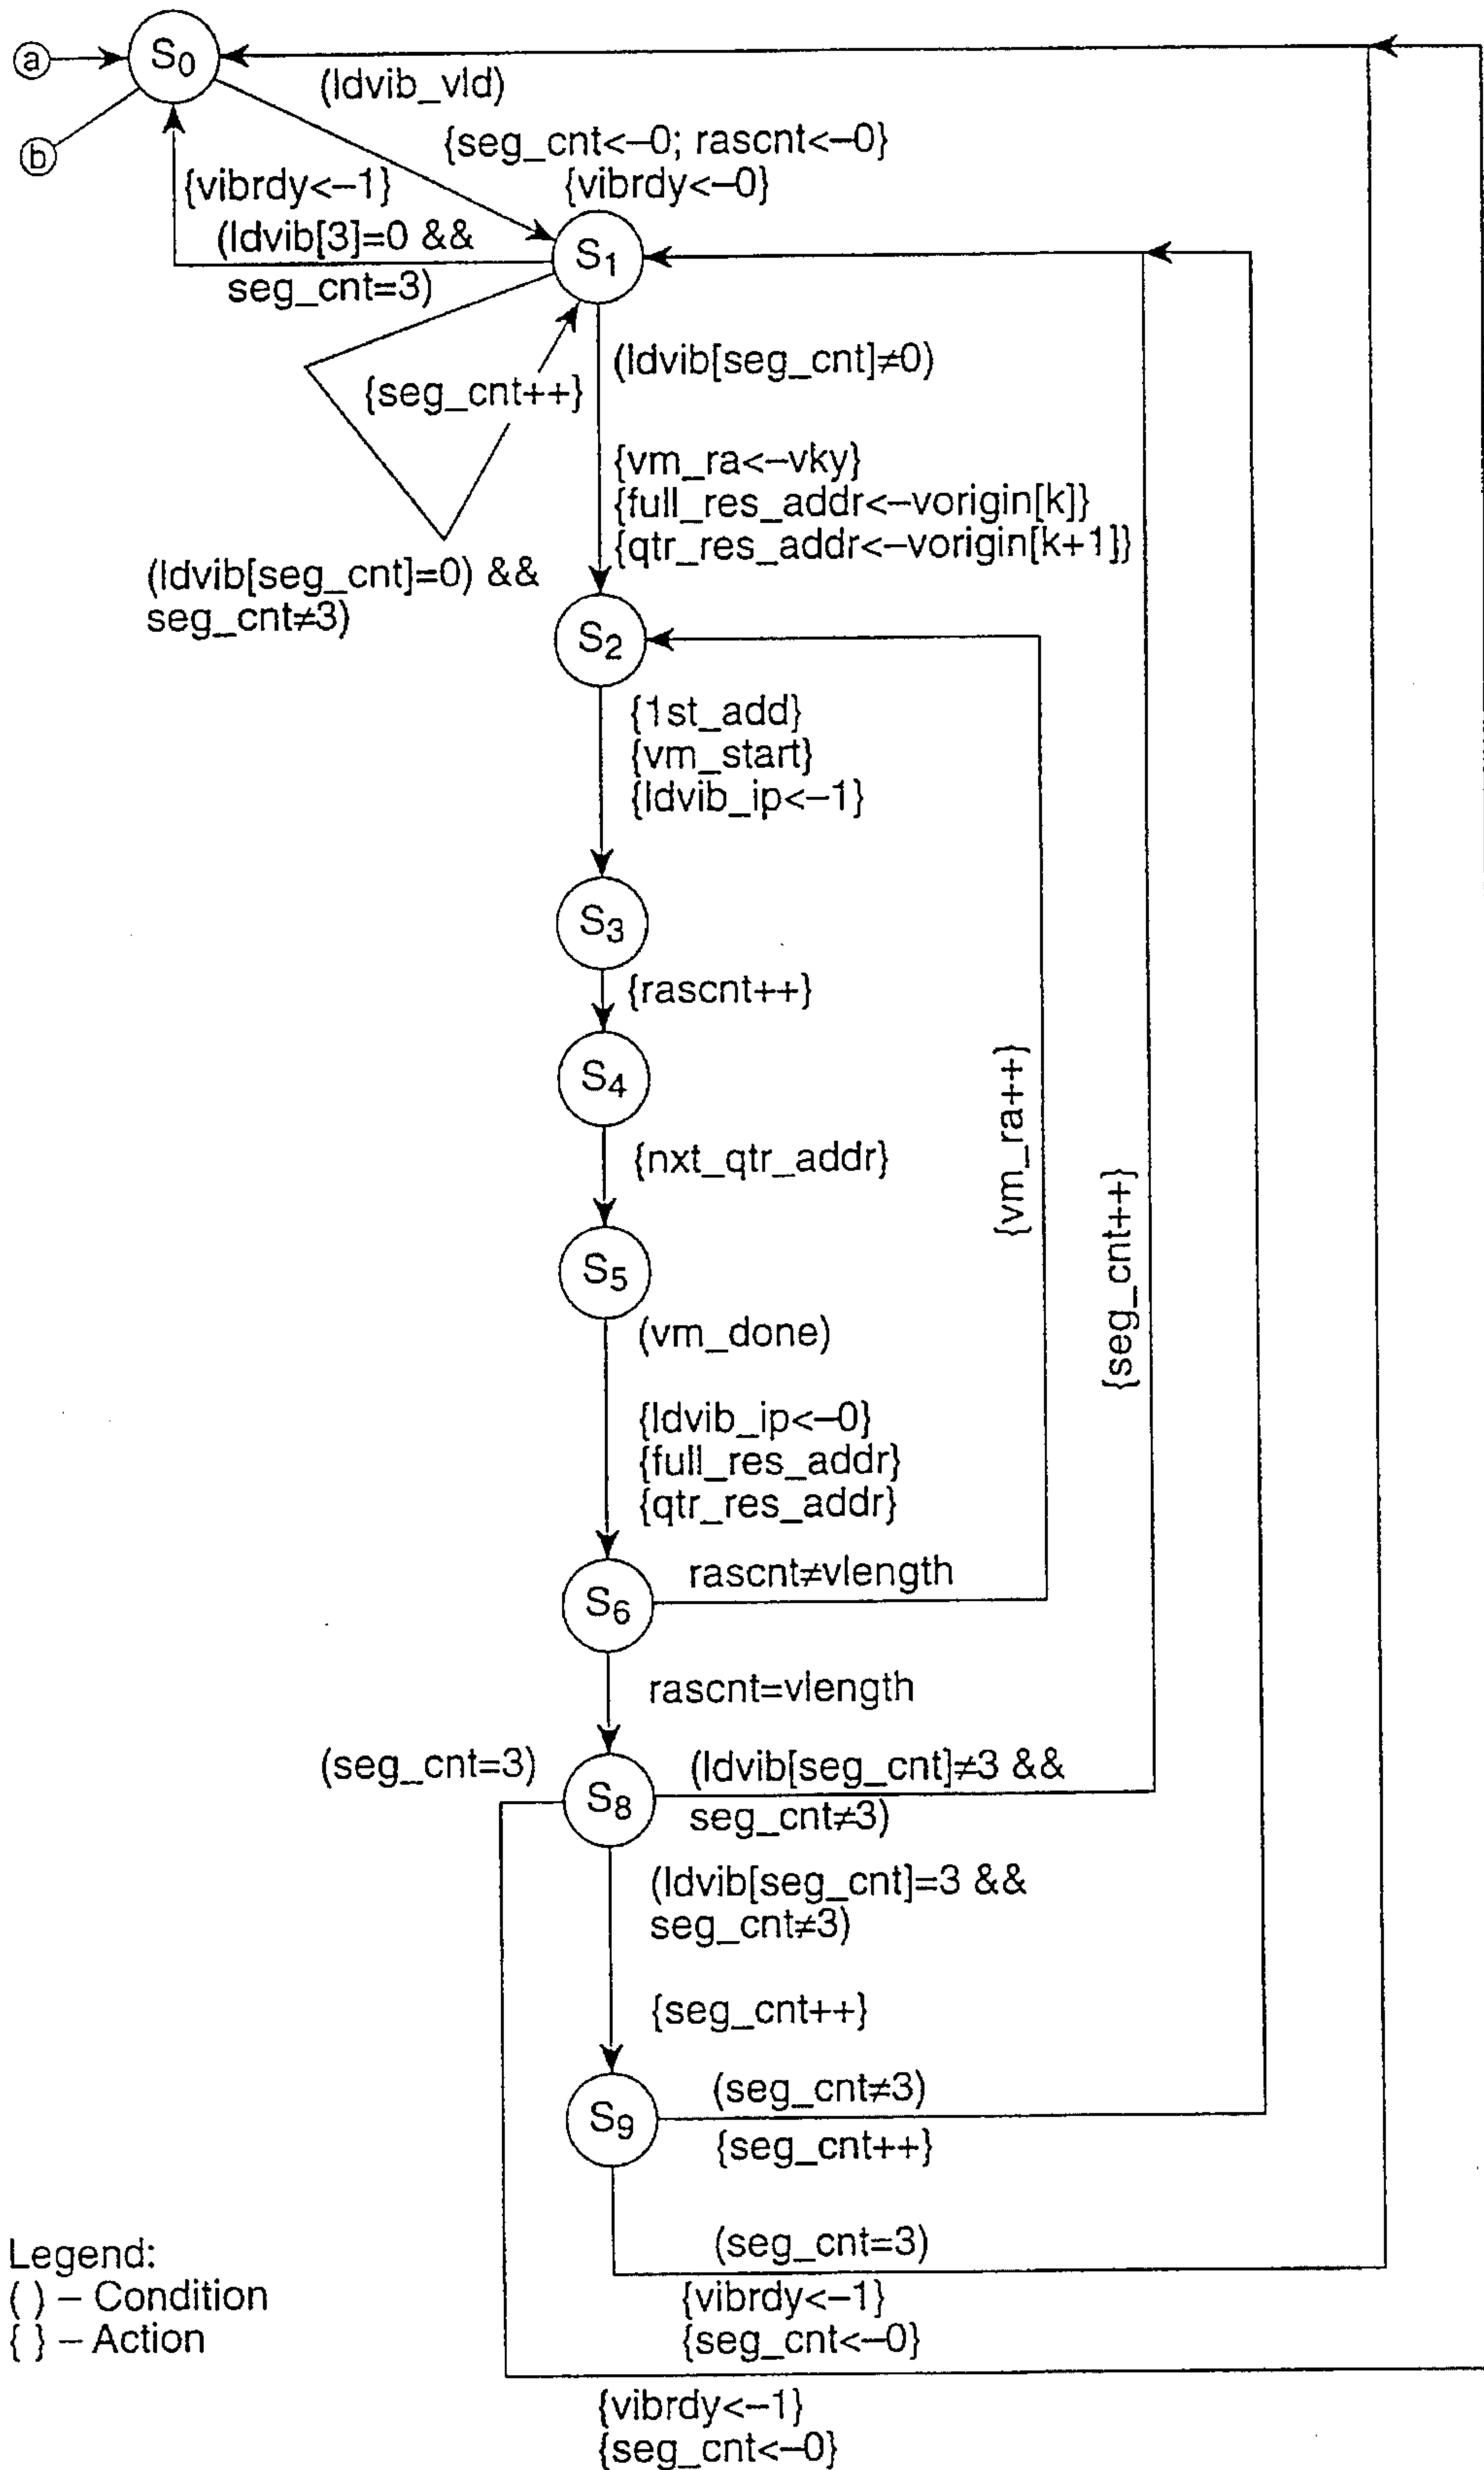 a
S0
b
(ldvib_vld)
{seg_cnt<–0; rascnt<–0}
{vibrdy<–0}
{vibrdy<–1}
(ldvib[3]=0 &&
seg_cnt=3)
S1
{seg_cnt++}
(ldvib[seg_cnt]≠0)
{vm_ra<–vky}
{full_res_addr<–vorigin[k]}
{qtr_res_addr<–vorigin[k+1]}
(ldvib[seg_cnt]=0) &&
seg_cnt≠3)
S2
{1st_add}
{vm_start}
{ldvib_ip<–1}
S3
{rascnt++}
S4
{nxt_qtr_addr}
{vm_ra++}
{seg_cnt++}
S5
(vm_done)
{ldvib_ip<–0}
{full_res_addr}
{qtr_res_addr}
S6
rascnt≠vlength
rascnt=vlength
(seg_cnt=3)
S8
(ldvib[seg_cnt]≠3 &&
seg_cnt≠3)
(ldvib[seg_cnt]=3 &&
seg_cnt≠3)
{seg_cnt++}
S9
(seg_cnt≠3)
{seg_cnt++}
(seg_cnt=3)
{vibrdy<–1}
{seg_cnt<–0}
Legend:
( ) – Condition
{ } – Action
{vibrdy<–1}
{seg_cnt<–0}